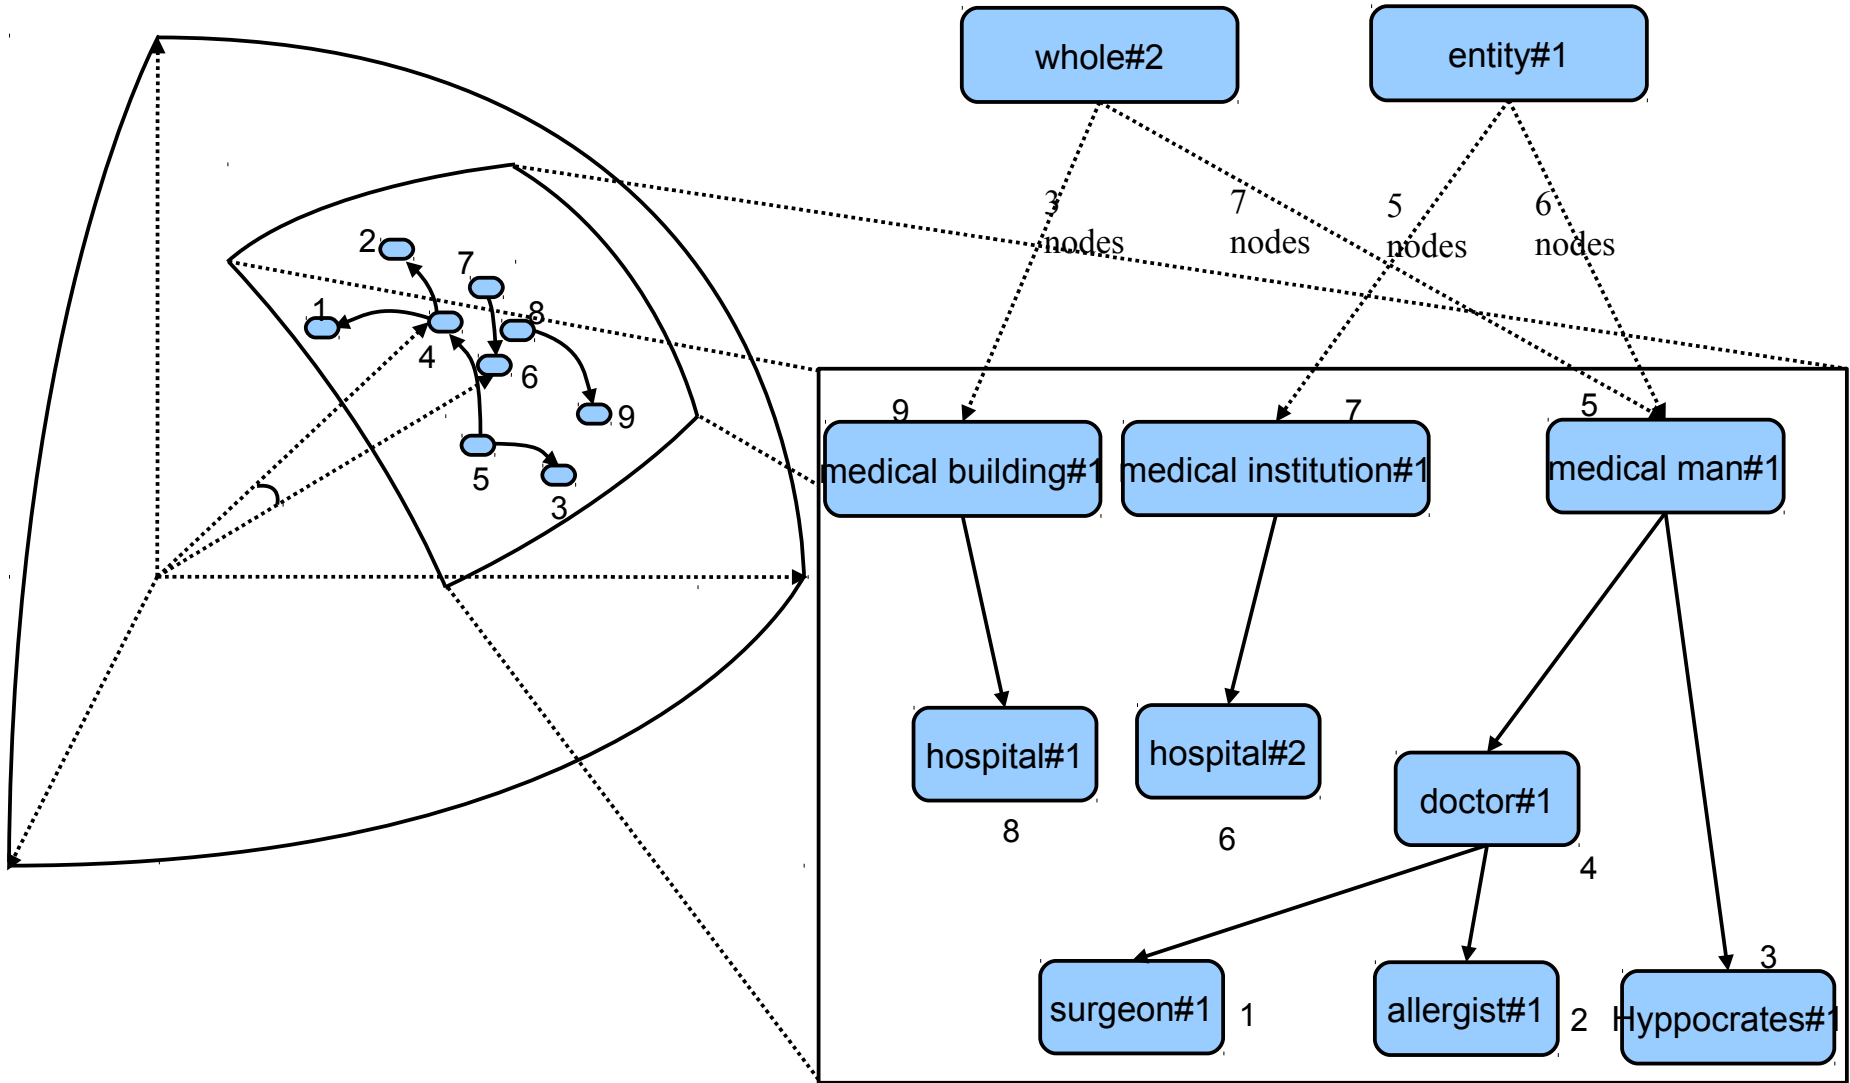 whole#2
entity#1
3
nodes
7
nodes
5
nodes
6
nodes
2
7
1
8
4
6
9
5
3
9
7
5
medical building#1
medical institution#1
medical man#1
hospital#1
hospital#2
doctor#1
8
6
4
3
surgeon#1
1
allergist#1
2
Hyppocrates#1